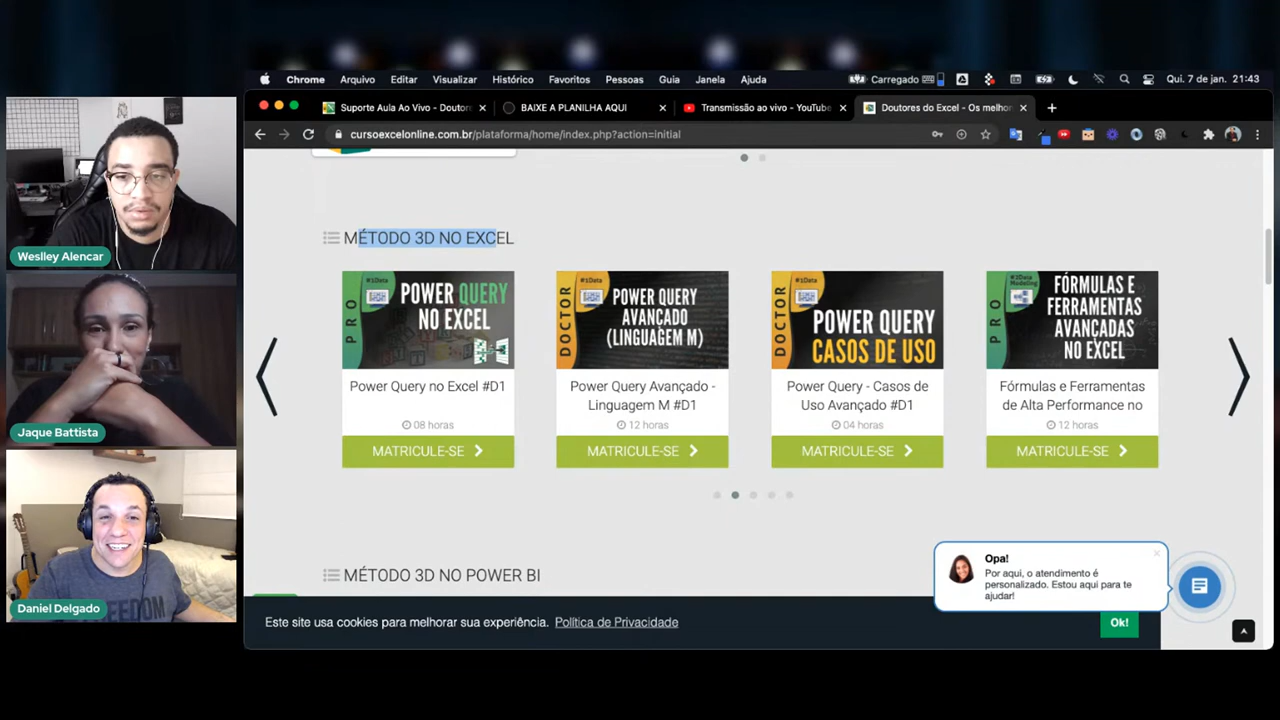 Chrome Arquivo Editar Visualizar Histórico Favoritos Pessoas Guia Janela Ajuda Carregado Qui. 7 de jan. 21:43
Suporte Aula Ao Vivo - Doutore
BAIXE A PLANILHA AQUI
Transmissão ao vivo - YouTube
Doutores do Excel - Os melhor
cursoexcelonline.com.br/plataforma/home/index.php?action=initial
Weslley Alencar
Jaque Battista
Daniel Delgado
MÉTODO 3D NO EXCEL
#1Data
PRO
POWER QUERY
NO EXCEL
Power Query no Excel #D1
08 horas
MATRICULE-SE
#1Data
DOCTOR
POWER QUERY
AVANÇADO
(LINGUAGEM M)
Power Query Avançado -
Linguagem M #D1
12 horas
MATRICULE-SE
#1Data
DOCTOR
POWER QUERY
CASOS DE USO
Power Query - Casos de
Uso Avançado #D1
04 horas
MATRICULE-SE
#2Data
Modeling
PRO
FÓRMULAS E
FERRAMENTAS
AVANÇADAS
NO EXCEL
Fórmulas e Ferramentas
de Alta Performance no
12 horas
MATRICULE-SE
MÉTODO 3D NO POWER BI
Opa!
Por aqui, o atendimento é
personalizado. Estou aqui para te
ajudar!
Este site usa cookies para melhorar sua experiência. Política de Privacidade
Ok!